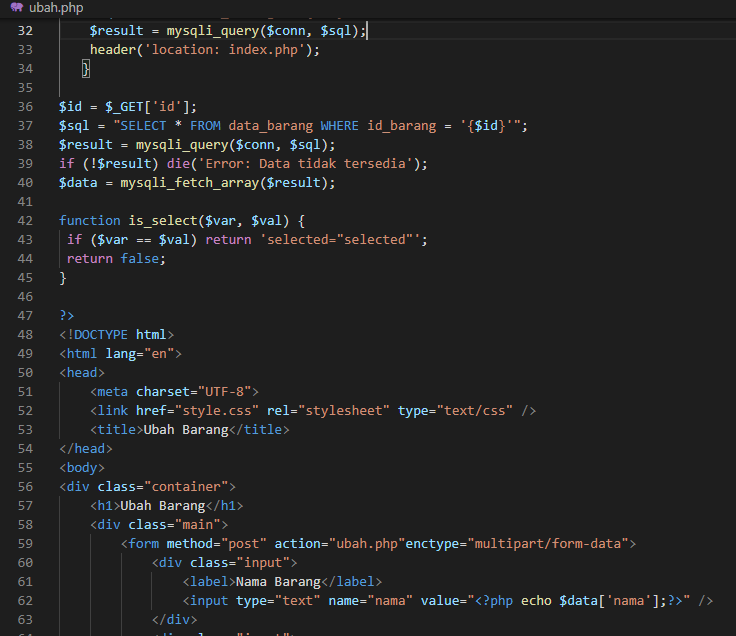 ubah.php
32 $result = mysqli_query($conn, $sql);
33 header('location: index.php');
34 }
35
36 $id = $_GET['id'];
37 $sql = "SELECT * FROM data_barang WHERE id_barang = '{$id}'";
38 $result = mysqli_query($conn, $sql);
39 if (!$result) die('Error: Data tidak tersedia');
40 $data = mysqli_fetch_array($result);
41
42 function is_select($var, $val) {
43 if ($var == $val) return 'selected="selected"';
44 return false;
45 }
46
47 ?>
48 <!DOCTYPE html>
49 <html lang="en">
50 <head>
51 <meta charset="UTF-8">
52 <link href="style.css" rel="stylesheet" type="text/css" />
53 <title>Ubah Barang</title>
54 </head>
55 <body>
56 <div class="container">
57 <h1>Ubah Barang</h1>
58 <div class="main">
59 <form method="post" action="ubah.php"enctype="multipart/form-data">
60 <div class="input">
61 <label>Nama Barang</label>
62 <input type="text" name="nama" value="<?php echo $data['nama'];?>" />
63 </div>